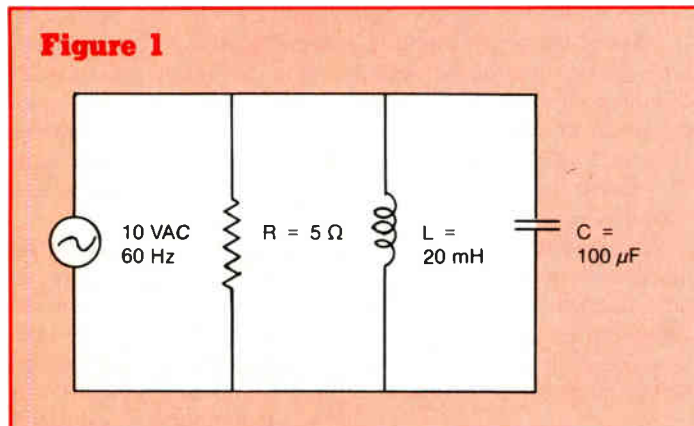 Figure 1
10 VAC
60 Hz
R = 5 Ω
L =
20 mH
C =
100 μF